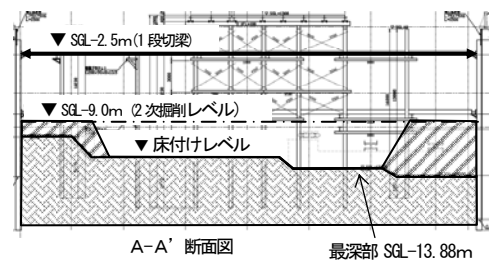 ▼ SGL-2.5m(1段切梁)
▼ SGL-9.0m (2次掘削レベル)
▼ 床付けレベル
A-A’断面図
最深部 SGL-13.88m